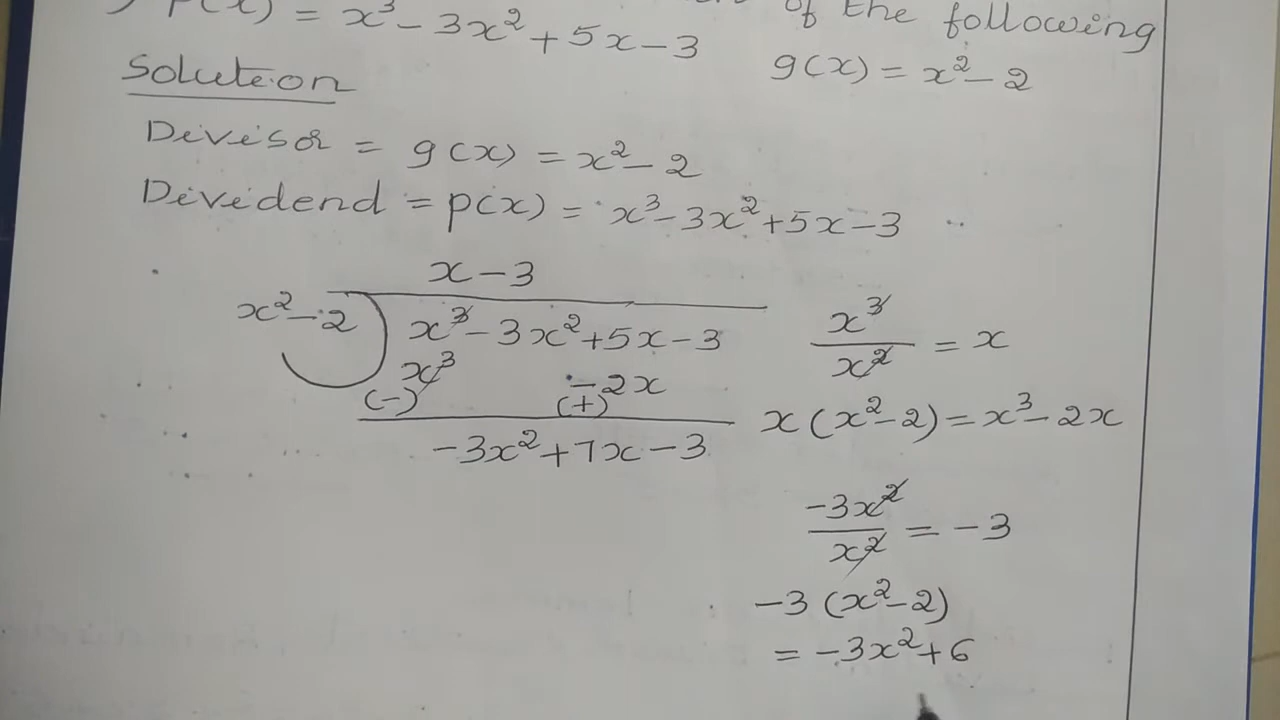 of the following
p(x) = x³ - 3x² + 5x - 3
g(x) = x² - 2
Solution
Divisor = g(x) = x² - 2
Dividend = p(x) = x³ - 3x² + 5x - 3
x - 3
x² - 2 ) x³ - 3x² + 5x - 3
x³ - 2x
(-) (+)
-3x² + 7x - 3
x³/x² = x
x(x² - 2) = x³ - 2x
-3x²/x² = -3
-3(x² - 2)
= -3x² + 6